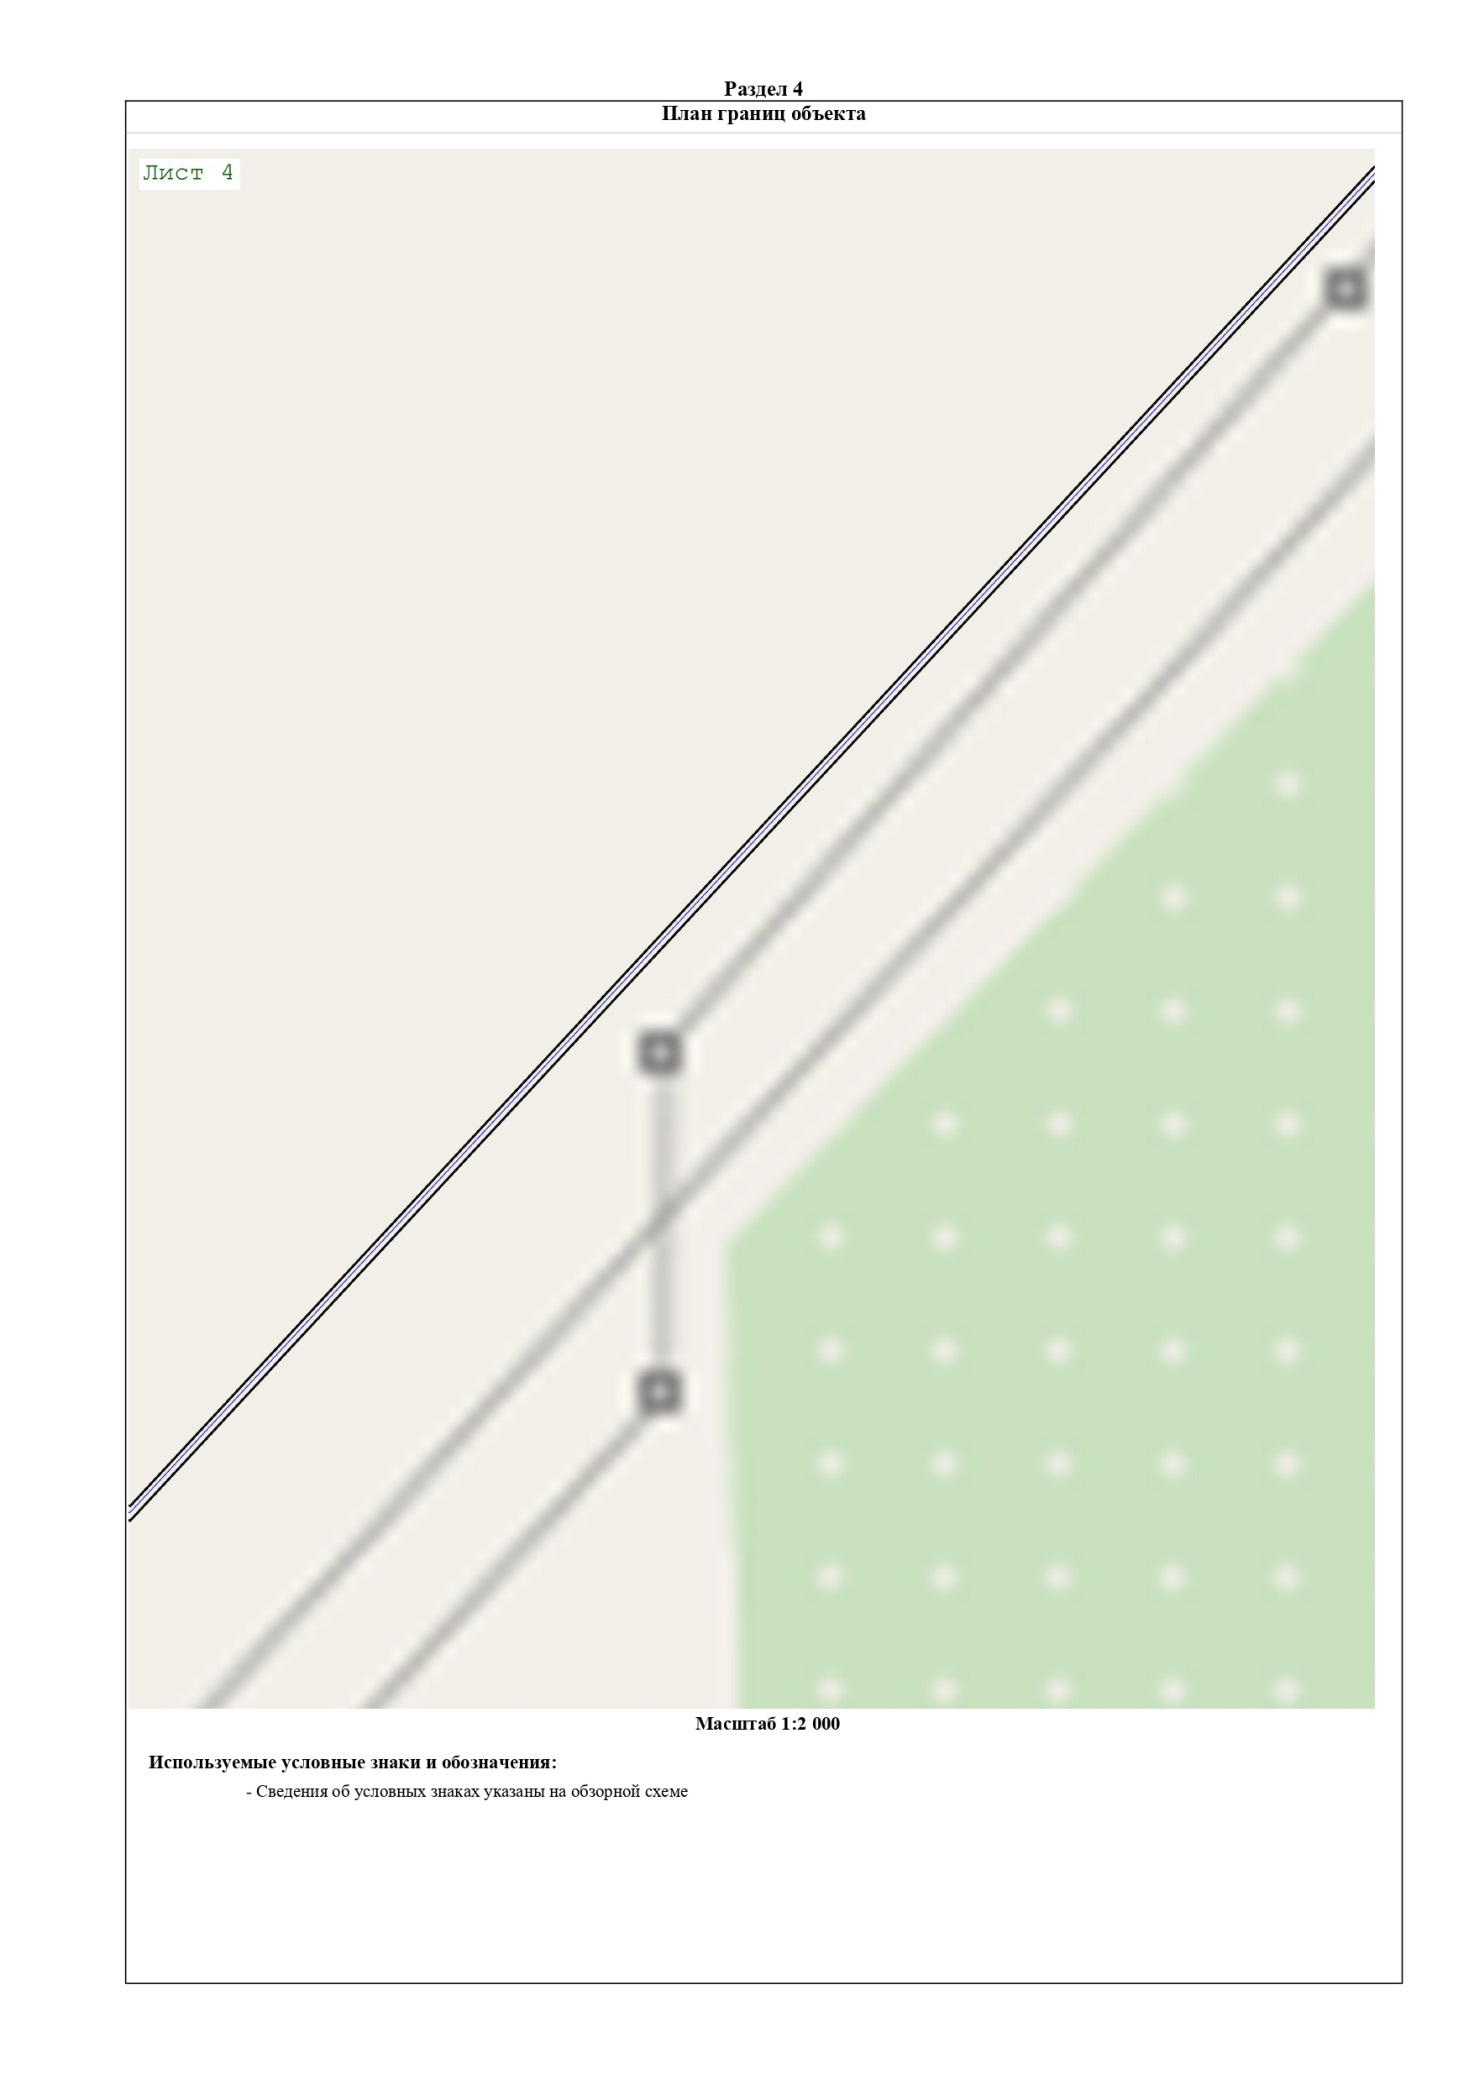 Раздел 4
План границ объекта
Лист 4
Масштаб 1:2 000
Используемые условные знаки и обозначения:
- Сведения об условных знаках указаны на обзорной схеме